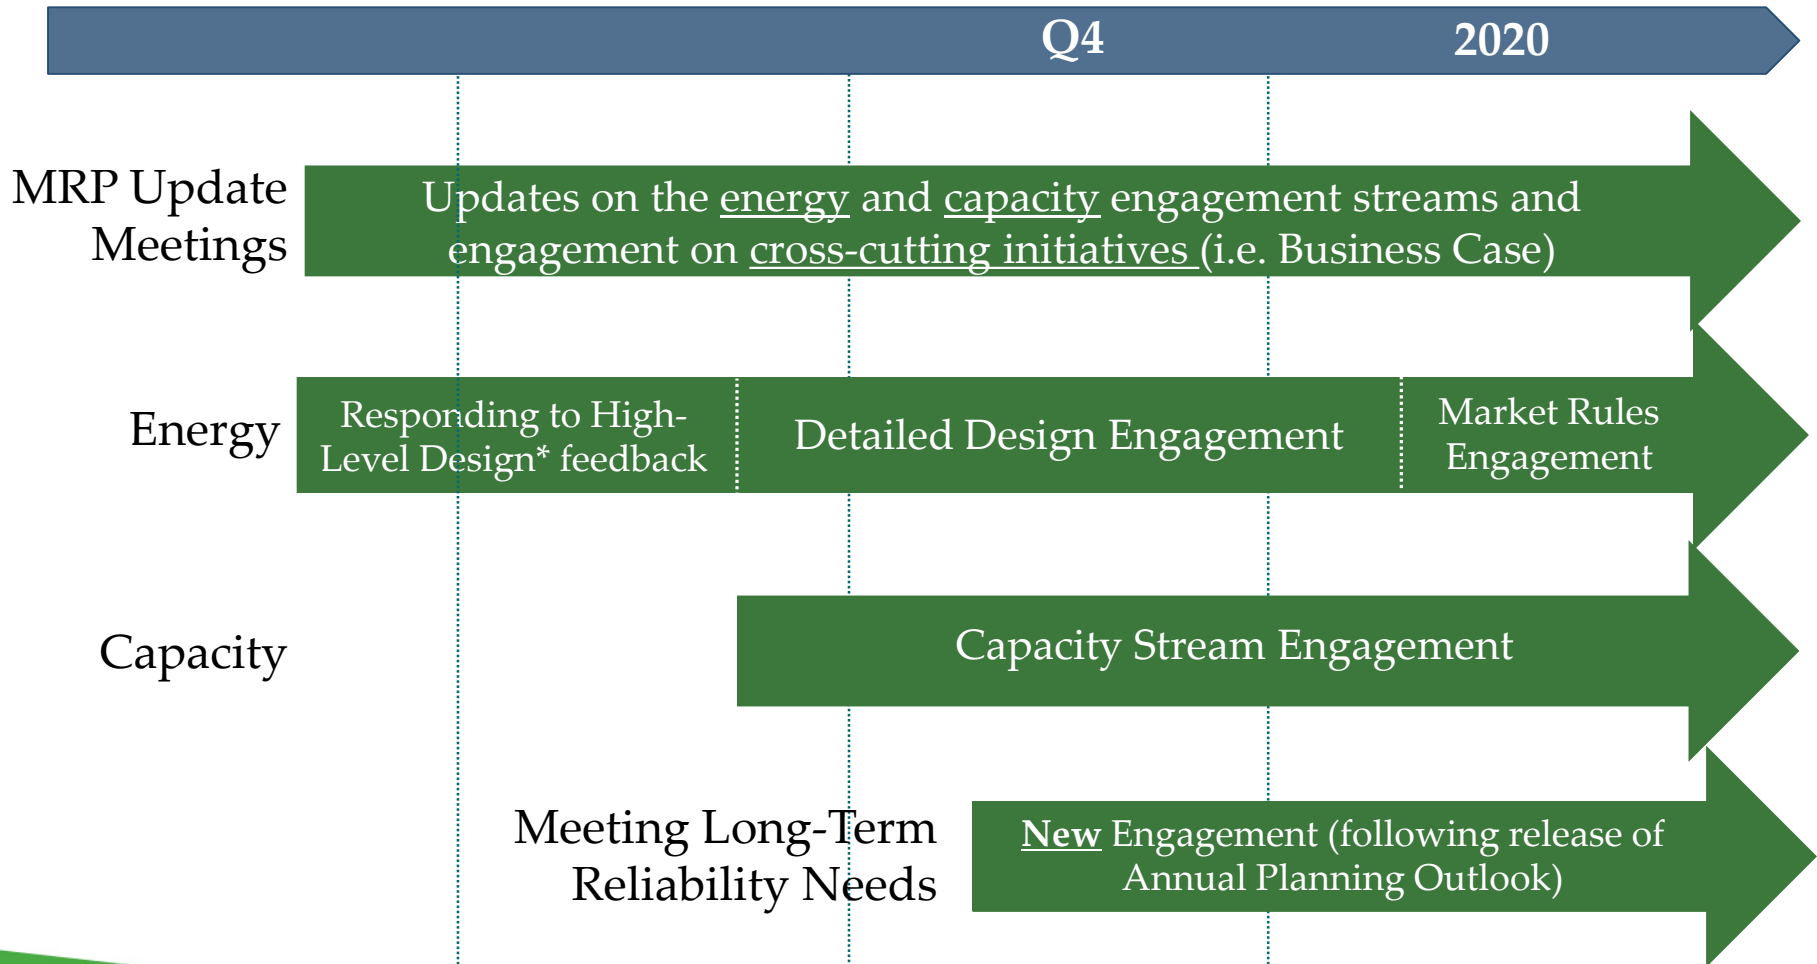 Q4
2020
MRP Update
Meetings
Updates on the energy and capacity engagement streams and
engagement on cross-cutting initiatives (i.e. Business Case)
Energy
Responding to High-
Level Design* feedback
Detailed Design Engagement
Market Rules
Engagement
Capacity
Capacity Stream Engagement
Meeting Long-Term
Reliability Needs
New Engagement (following release of
Annual Planning Outlook)